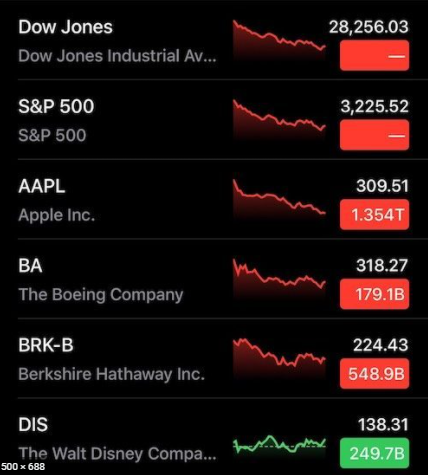 Dow Jones 28,256.03
Dow Jones Industrial Av... —
S&P 500 3,225.52
S&P 500 —
AAPL 309.51
Apple Inc. 1.354T
BA 318.27
The Boeing Company 179.1B
BRK-B 224.43
Berkshire Hathaway Inc. 548.9B
DIS 138.31
The Walt Disney Compa... 249.7B
500 × 688